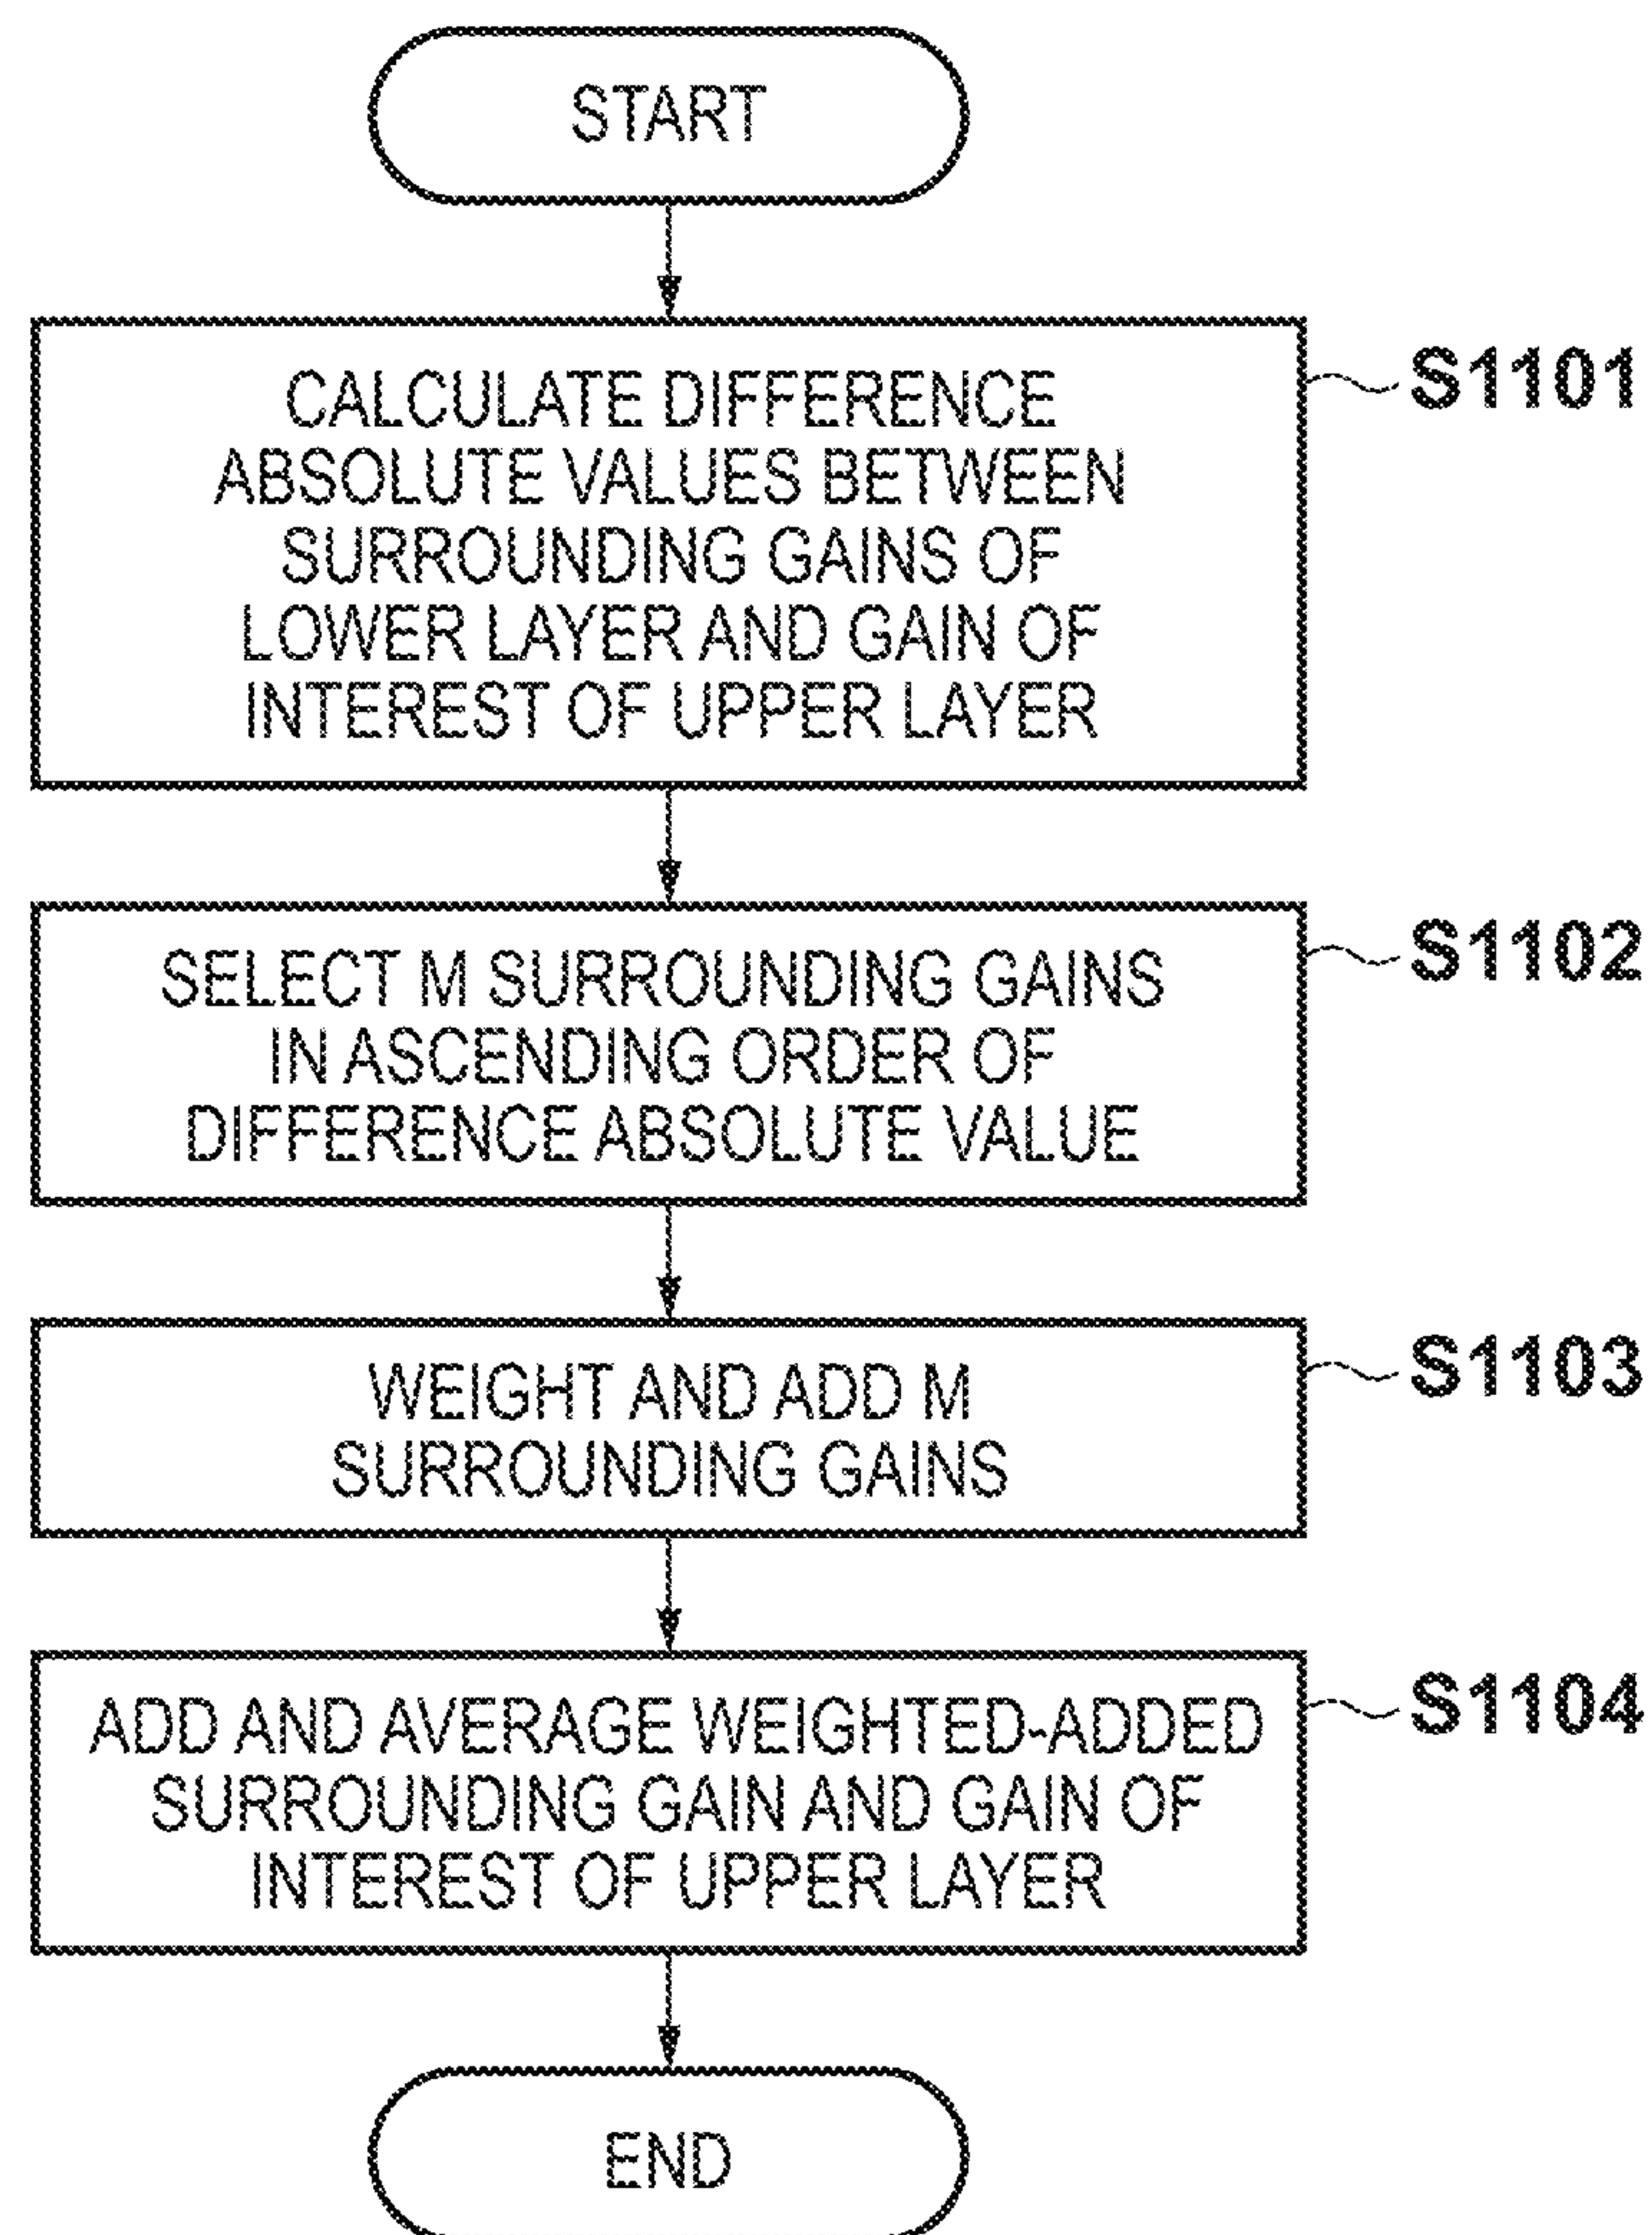 START
CALCULATE DIFFERENCE
ABSOLUTE VALUES BETWEEN
SURROUNDING GAINS OF
LOWER LAYER AND GAIN OF
INTEREST OF UPPER LAYER
S1101
SELECT M SURROUNDING GAINS
IN ASCENDING ORDER OF
DIFFERENCE ABSOLUTE VALUE
S1102
WEIGHT AND ADD M
SURROUNDING GAINS
S1103
ADD AND AVERAGE WEIGHTED-ADDED
SURROUNDING GAIN AND GAIN OF
INTEREST OF UPPER LAYER
S1104
END